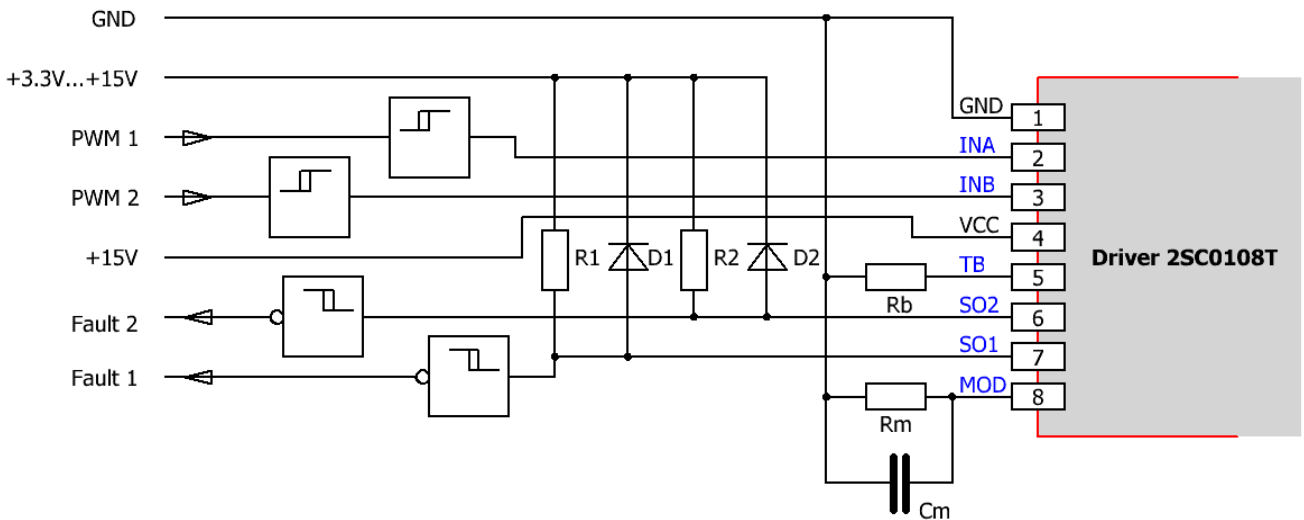 GND
+3.3V...+15V
PWM 1
PWM 2
+15V
Fault 2
Fault 1
R1
D1
R2
D2
Rb
Rm
Cm
GND
1
INA
2
INB
3
VCC
4
TB
5
SO2
6
SO1
7
MOD
8
Driver 2SC0108T